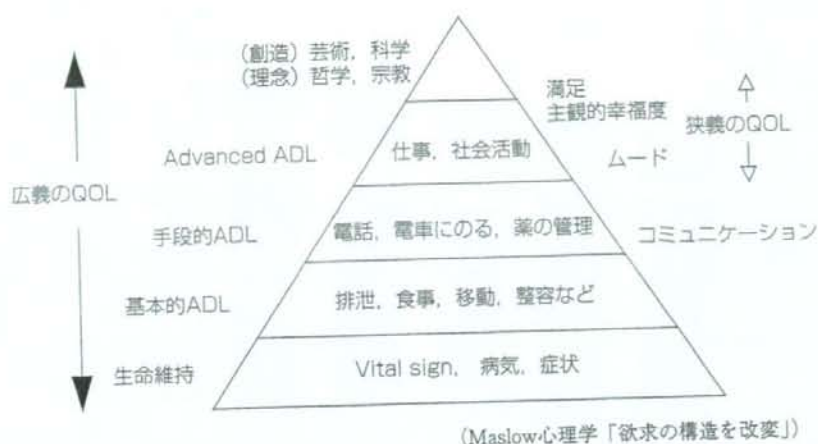 (創造) 芸術，科学
(理念) 哲学，宗教
満足
主観的幸福度
狭義のQOL
Advanced ADL
仕事，社会活動
ムード
広義のQOL
手段的ADL
電話，電車にのる，薬の管理
コミュニケーション
基本的ADL
排泄，食事，移動，整容など
生命維持
Vital sign， 病気，症状
(Maslow心理学「欲求の構造を改変」)